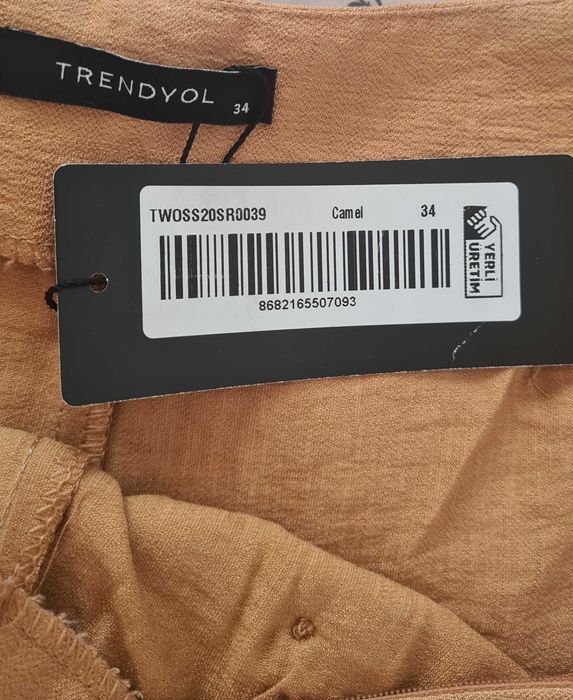 TRENDYOL 34
TWOSS20SR0039 Camel 34
YERLİ
ÜRETİM
8682165507093